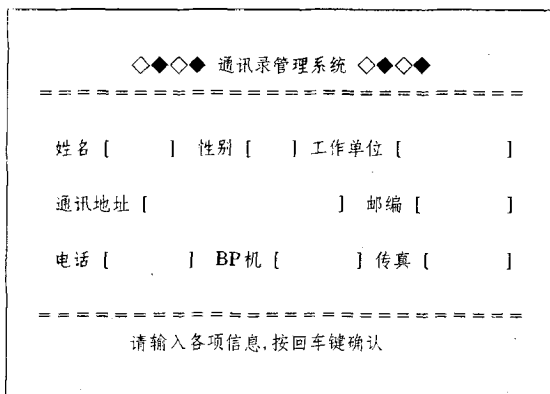 ◇◆◇◆ 通讯录管理系统 ◇◆◇◆
==========================
姓名 [ ] 性别 [ ] 工作单位 [ ]
通讯地址 [ ] 邮编 [ ]
电话 [ ] BP机 [ ] 传真 [ ]
==========================
请输入各项信息,按回车键确认